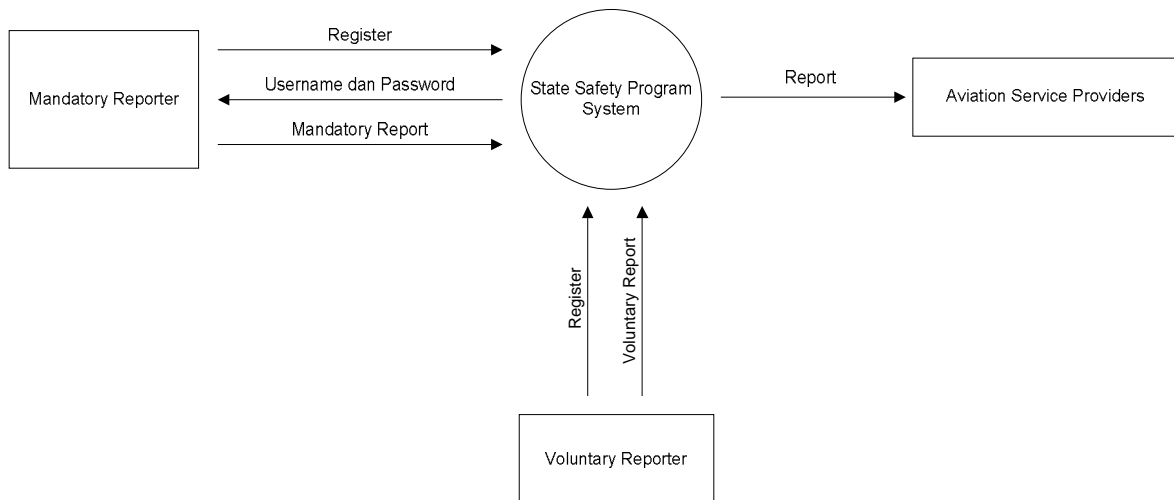 Register
Mandatory Reporter
Username dan Password
Mandatory Report
State Safety Program
System
Report
Aviation Service Providers
Register
Voluntary Report
Voluntary Reporter